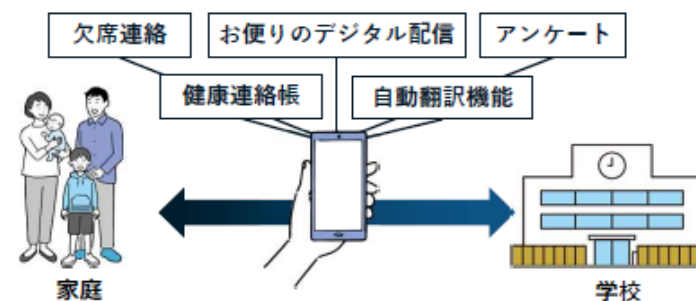 欠席連絡
お便りのデジタル配信
アンケート
健康連絡帳
自動翻訳機能
家庭
学校